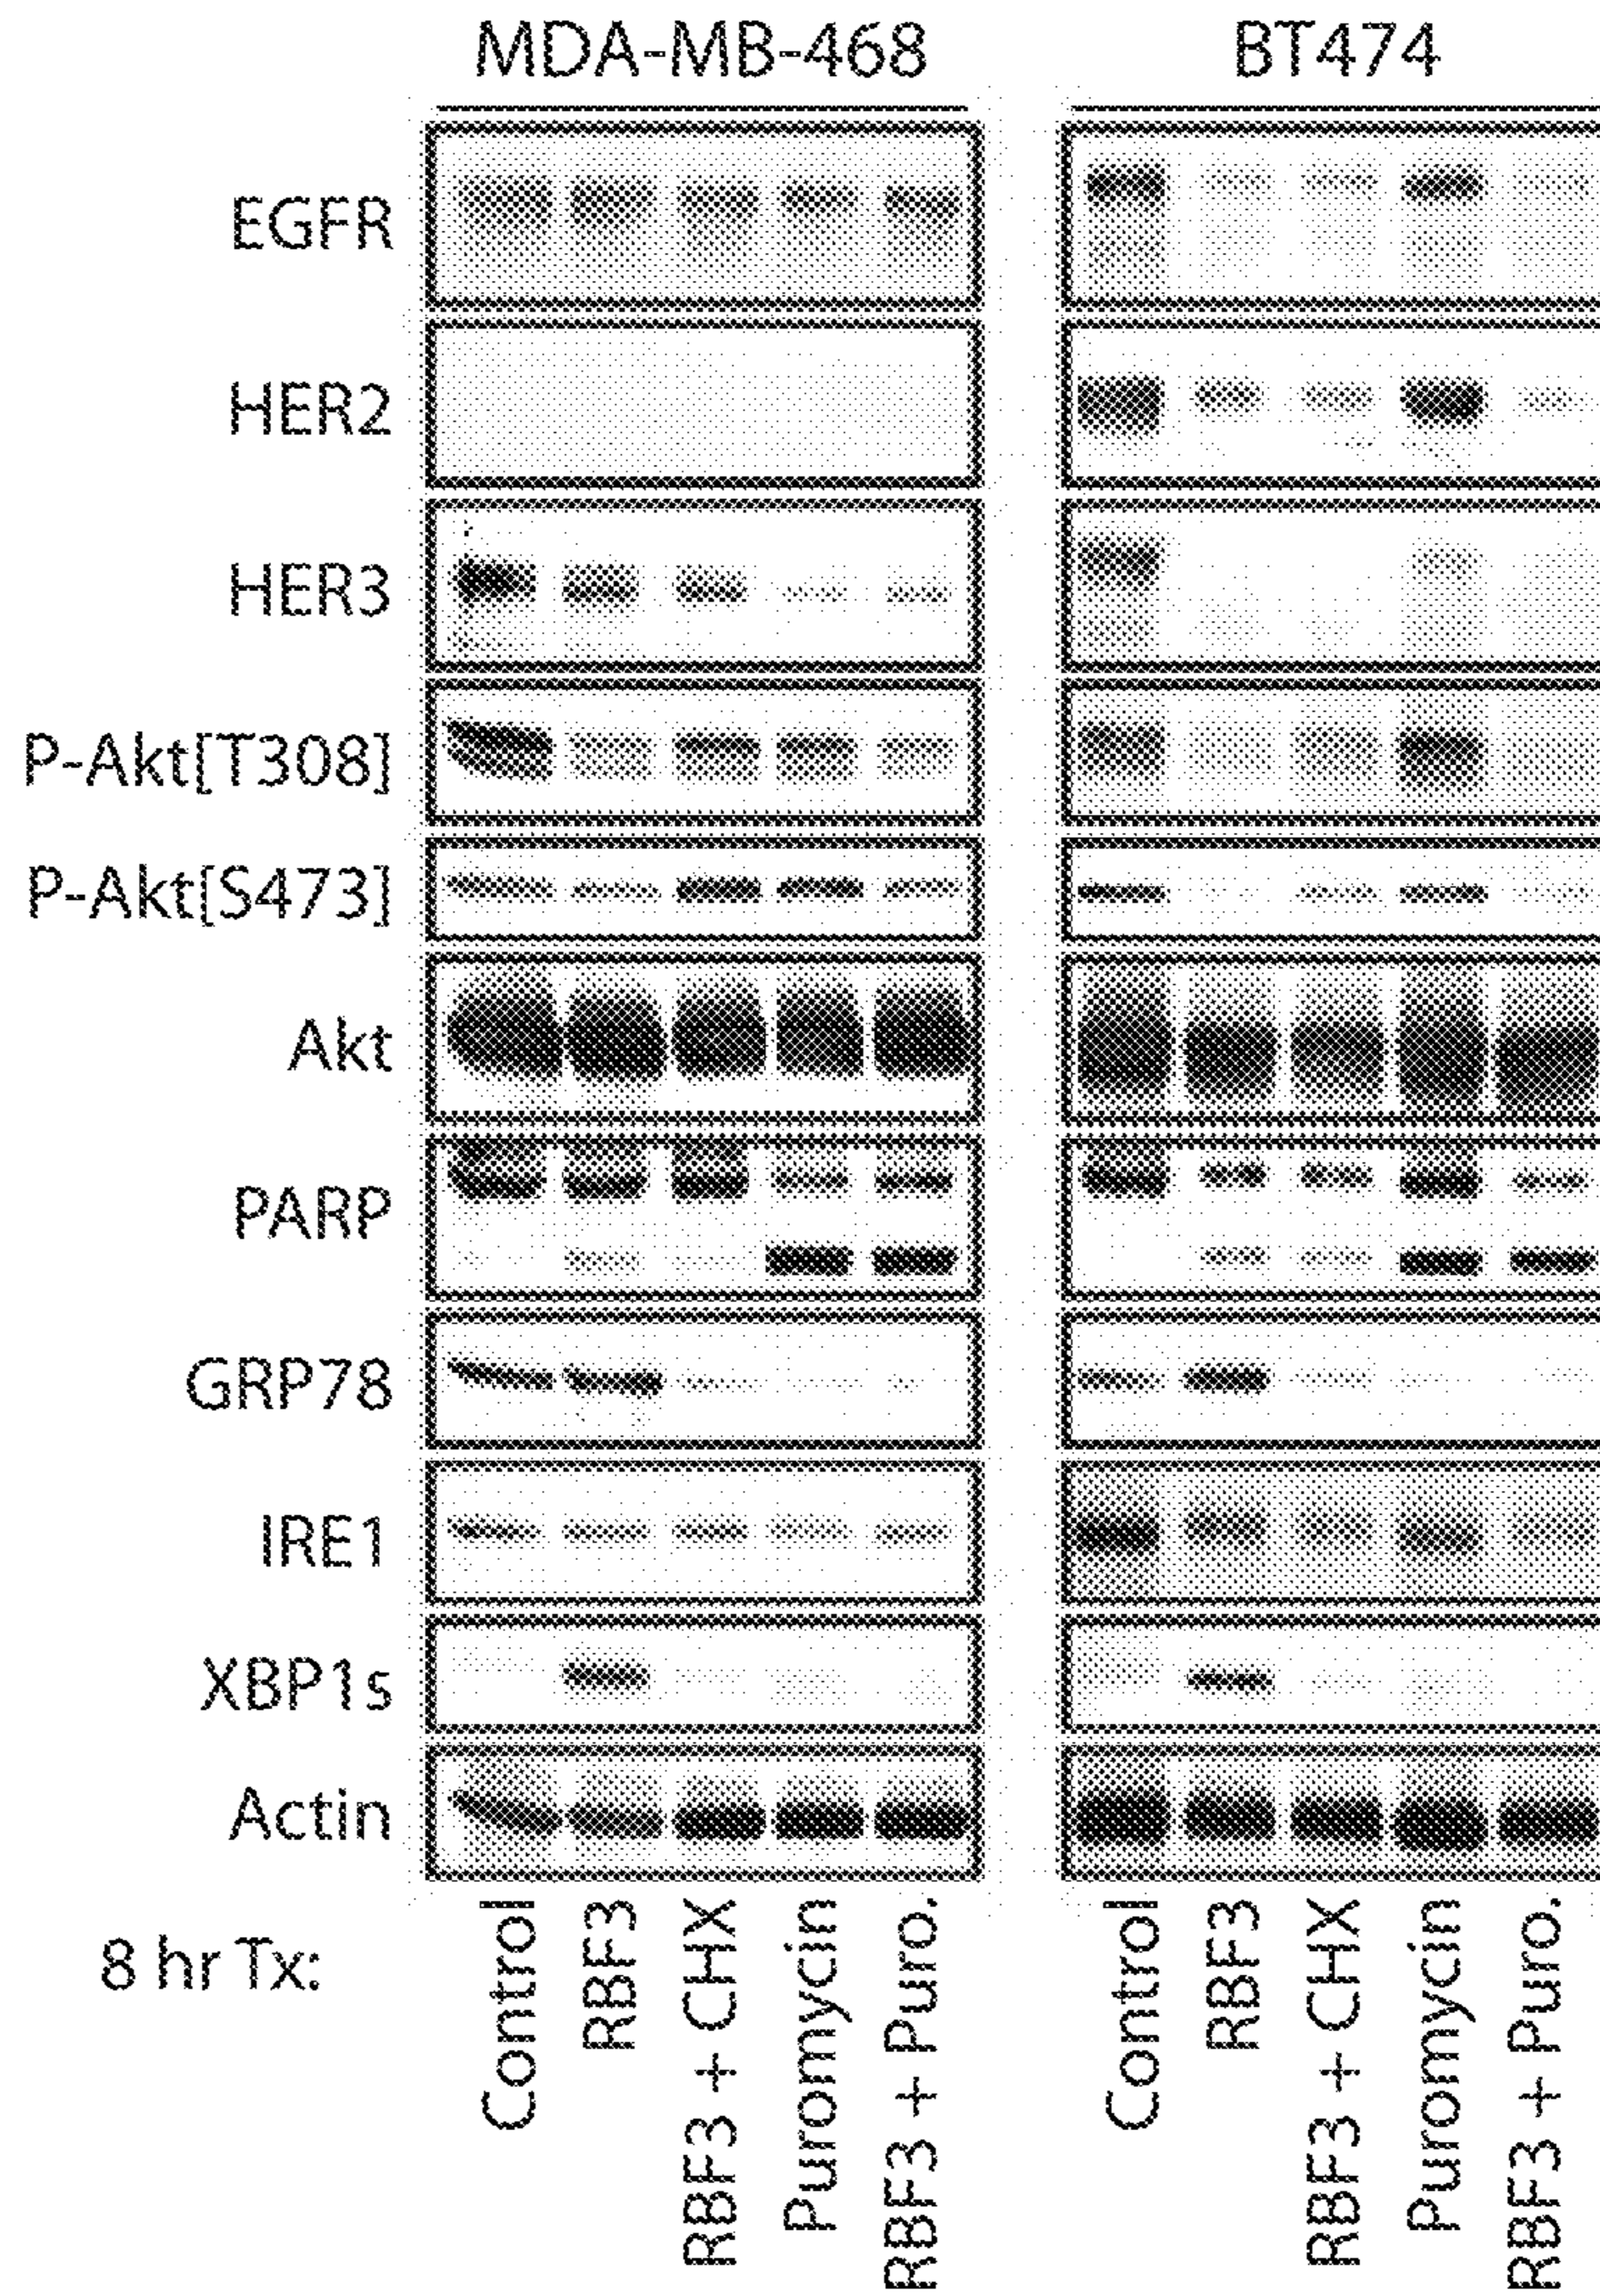 MDA-MB-468 BT474
EGFR
HER2
HER3
P-Akt[T308]
P-Akt[S473]
Akt
PARP
GRP78
IRE1
XBP1s
Actin
8 hr Tx:
Control
RBF3
RBF3 + CHX
Puromycin
RBF3 + Puro.
Control
RBF3
RBF3 + CHX
Puromycin
RBF3 + Puro.